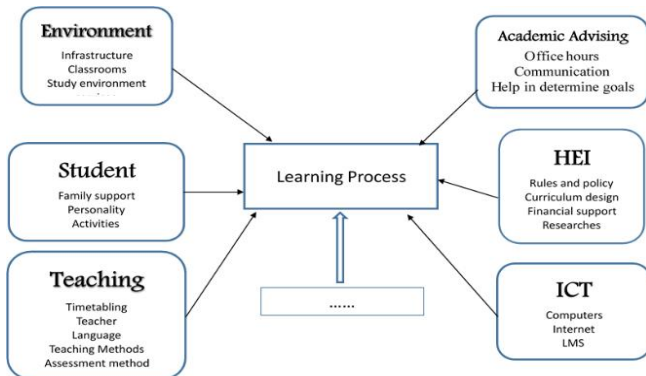 Environment
Infrastructure
Classrooms
Study environment
Academic Advising
Office hours
Communication
Help in determine goals
Student
Family support
Personality
Activities
Learning Process
HEI
Rules and policy
Curriculum design
Financial support
Researches
Teaching
Timetabling
Teacher
Language
Teaching Methods
Assessment method
......
ICT
Computers
Internet
LMS